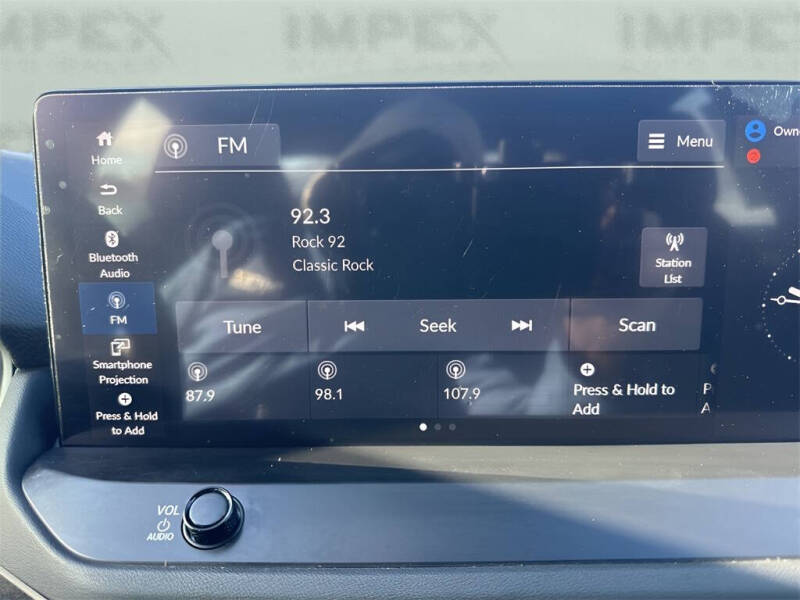 IMPEX IMPEX IMPEX
Home
FM
Menu
Own
Back
92.3
Rock 92
Classic Rock
Bluetooth
Audio
Station
List
FM
Tune
Seek
Scan
Smartphone
Projection
87.9
98.1
107.9
Press & Hold to
Add
P
A
Press & Hold
to Add
VOL
AUDIO